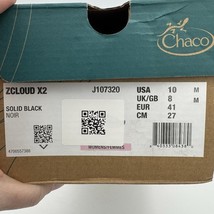 Chaco
ZCLOUD X2
J107320
USA 10 M
UK/GB 8 M
EUR 41
CM 27
SOLID BLACK
NOIR